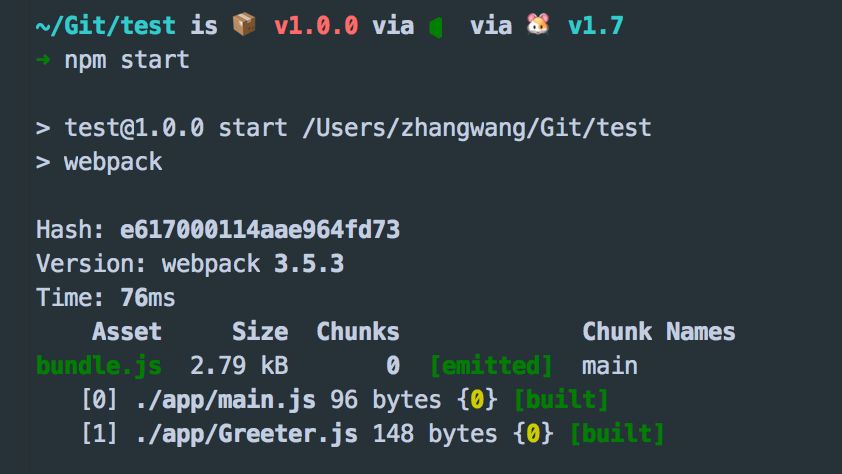 ~/Git/test is 📦 v1.0.0 via ⬢ via 🐹 v1.7
➜ npm start
> test@1.0.0 start /Users/zhangwang/Git/test
> webpack
Hash: e617000114aae964fd73
Version: webpack 3.5.3
Time: 76ms
Asset Size Chunks Chunk Names
bundle.js 2.79 kB 0 [emitted] main
[0] ./app/main.js 96 bytes {0} [built]
[1] ./app/Greeter.js 148 bytes {0} [built]